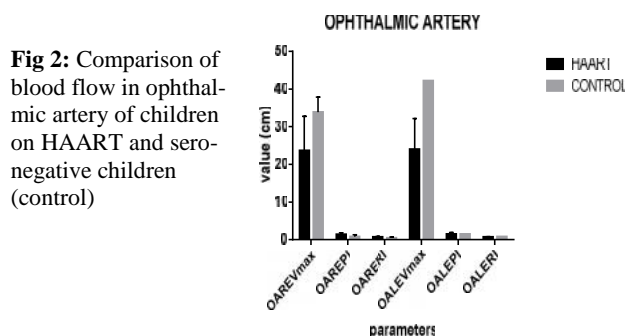 Fig 2: Comparison of
blood flow in ophthal-
mic artery of children
on HAART and sero-
negative children
(control)
OPHTHALMIC ARTERY
value (cm)
50
40
30
20
10
0
OAREVmax
OAREPI
OARERI
OALEVmax
OALEPI
OALERI
parameters
HAART
CONTROL